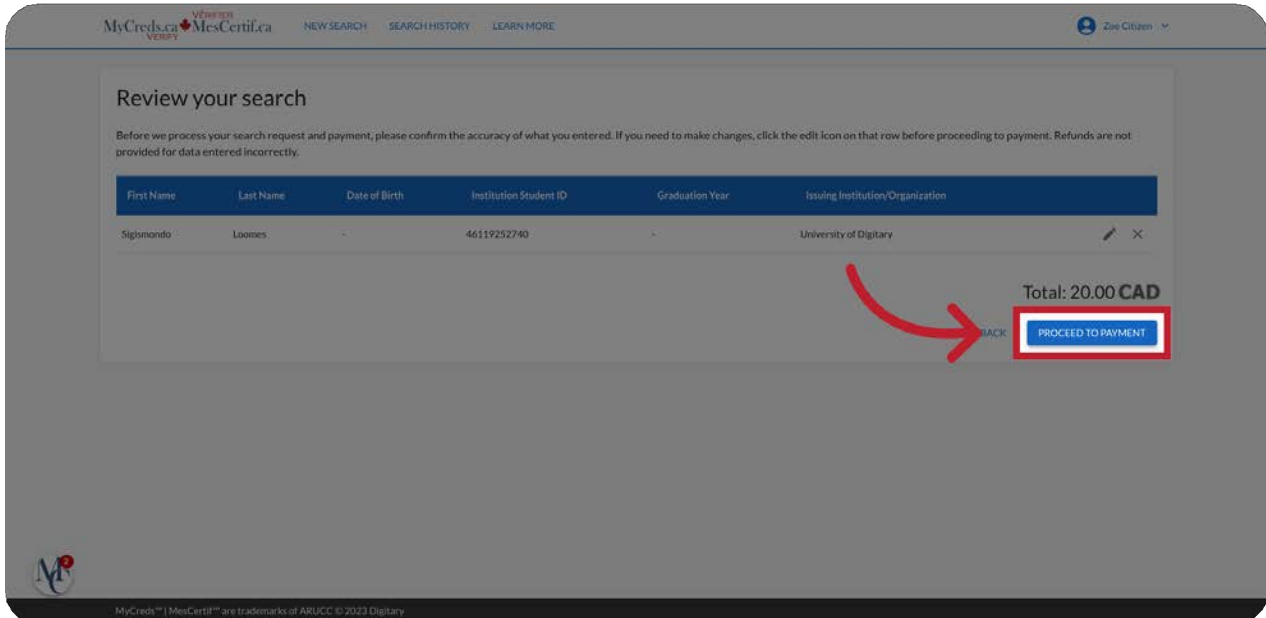 VÉRIFIER
MyCreds.ca MesCertif.ca NEW SEARCH SEARCH HISTORY LEARN MORE Zoe Citizen
VERIFY
Review your search
Before we process your search request and payment, please confirm the accuracy of what you entered. If you need to make changes, click the edit icon on that row before proceeding to payment. Refunds are not
provided for data entered incorrectly.
First Name Last Name Date of Birth Institution Student ID Graduation Year Issuing Institution/Organization
Sigismondo Loomes - 46119252740 - University of Digitary
Total: 20.00 CAD
BACK PROCEED TO PAYMENT
MC 2
MyCreds™ | MesCertif™ are trademarks of ARUCC © 2023 Digitary